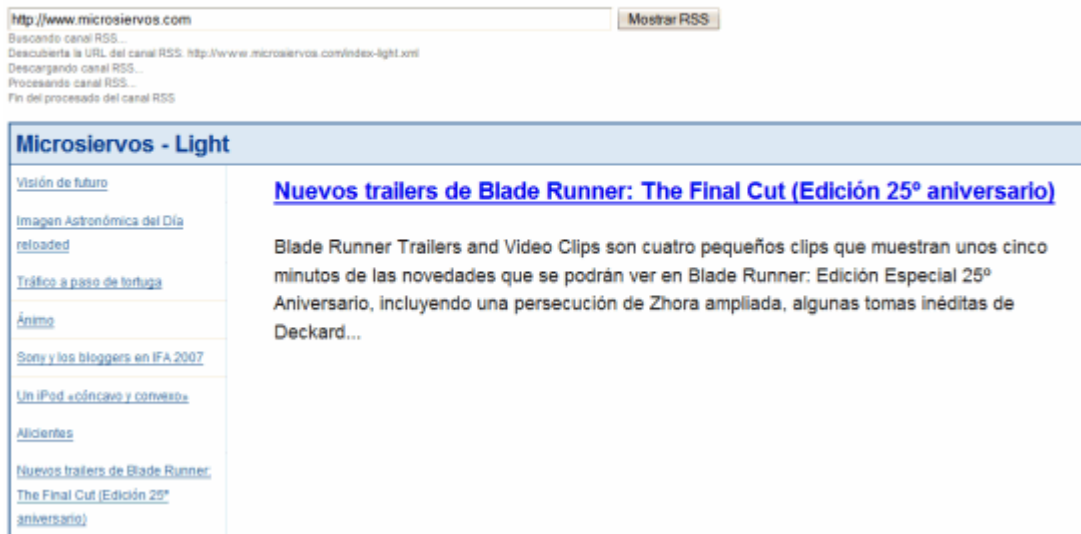 http://www.microsiervos.com
Mostrar RSS
Buscando canal RSS...
Descubierta la URL del canal RSS: http://www.microsiervos.com/index-light.xml
Descargando canal RSS...
Procesando canal RSS...
Fin del procesado del canal RSS
Microsiervos - Light
Visión de futuro
Imagen Astronómica del Día
reloaded
Tráfico a paso de tortuga
Ánimo
Sony y los bloggers en IFA 2007
Un iPod «cóncavo y convexo»
Alicientes
Nuevos trailers de Blade Runner:
The Final Cut (Edición 25º
aniversario)
Nuevos trailers de Blade Runner: The Final Cut (Edición 25º aniversario)
Blade Runner Trailers and Video Clips son cuatro pequeños clips que muestran unos cinco
minutos de las novedades que se podrán ver en Blade Runner: Edición Especial 25º
Aniversario, incluyendo una persecución de Zhora ampliada, algunas tomas inéditas de
Deckard...